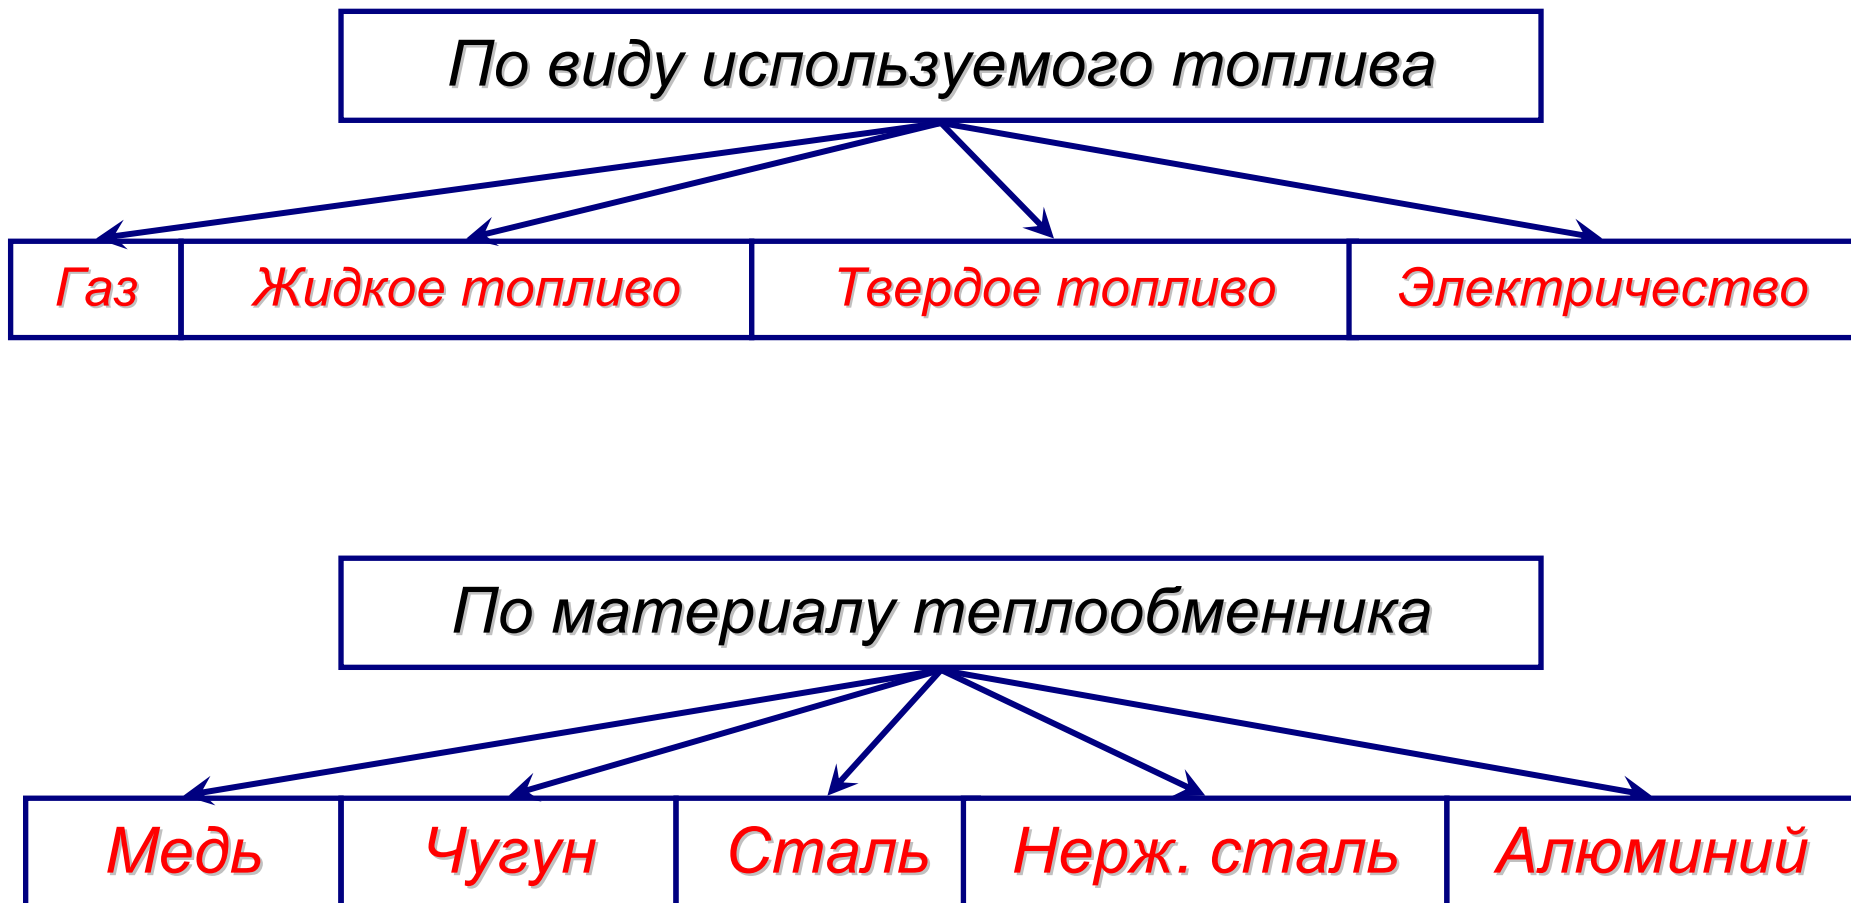 По виду используемого топлива
Газ Жидкое топливо Твердое топливо Электричество
По материалу теплообменника
Медь Чугун Сталь Нерж. сталь Алюминий